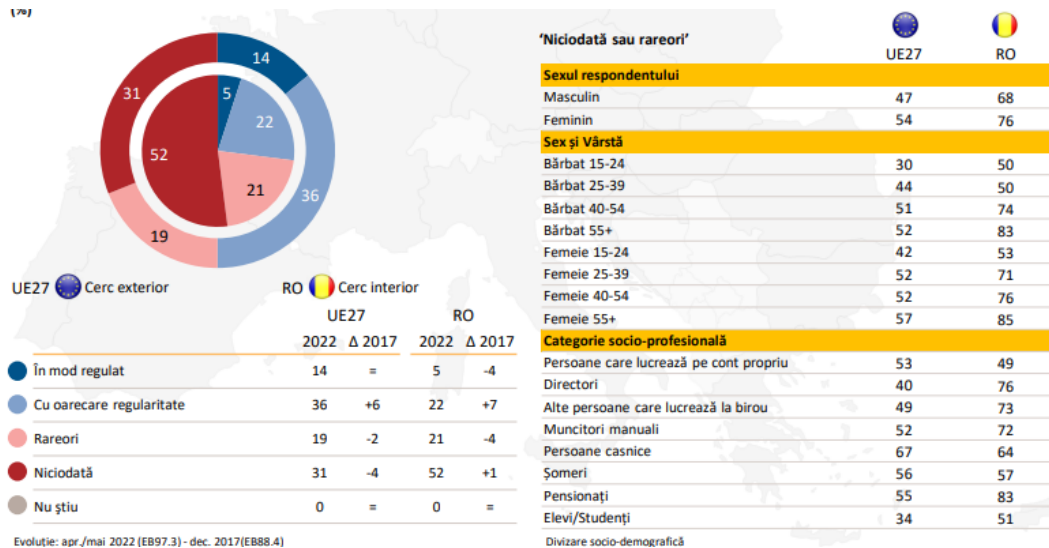 (%)
14
31
5
22
52
21
36
19
UE27 Cerc exterior RO Cerc interior
UE27 RO
2022 Δ 2017 2022 Δ 2017
În mod regulat 14 = 5 -4
Cu oarecare regularitate 36 +6 22 +7
Rareori 19 -2 21 -4
Niciodată 31 -4 52 +1
Nu ştiu 0 = 0 =
Evoluție: apr./mai 2022 (EB97.3) - dec. 2017(EB88.4)
'Niciodată sau rareori'
UE27 RO
Sexul respondentului
Masculin 47 68
Feminin 54 76
Sex și Vârstă
Bărbat 15-24 30 50
Bărbat 25-39 44 50
Bărbat 40-54 51 74
Bărbat 55+ 52 83
Femeie 15-24 42 53
Femeie 25-39 52 71
Femeie 40-54 52 76
Femeie 55+ 57 85
Categorie socio-profesională
Persoane care lucrează pe cont propriu 53 49
Directori 40 76
Alte persoane care lucrează la birou 49 73
Muncitori manuali 52 72
Persoane casnice 67 64
Șomeri 56 57
Pensionați 55 83
Elevi/Studenți 34 51
Divizare socio-demografică